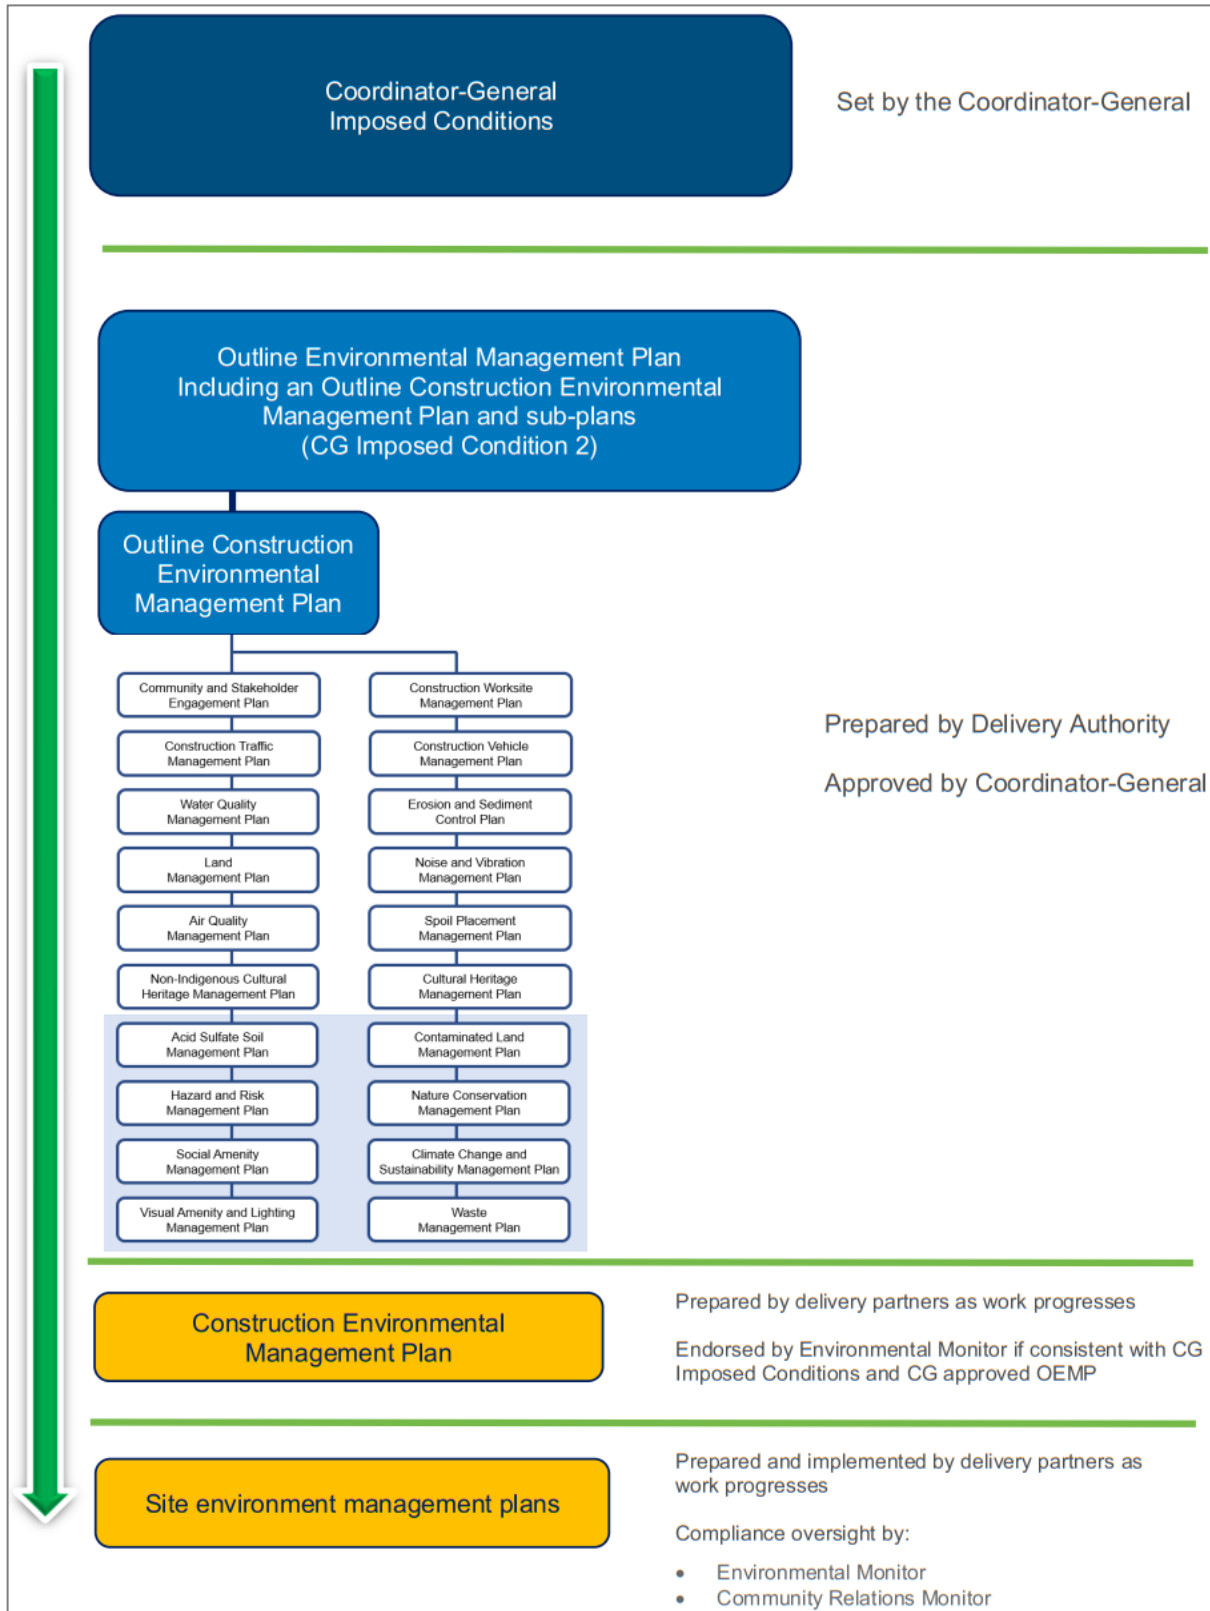 Coordinator-General
Imposed Conditions
Set by the Coordinator-General
Outline Environmental Management Plan
Including an Outline Construction Environmental
Management Plan and sub-plans
(CG Imposed Condition 2)
Outline Construction
Environmental
Management Plan
Community and Stakeholder
Engagement Plan
Construction Worksite
Management Plan
Construction Traffic
Management Plan
Construction Vehicle
Management Plan
Water Quality
Management Plan
Erosion and Sediment
Control Plan
Land
Management Plan
Noise and Vibration
Management Plan
Air Quality
Management Plan
Spoil Placement
Management Plan
Non-Indigenous Cultural
Heritage Management Plan
Cultural Heritage
Management Plan
Acid Sulfate Soil
Management Plan
Contaminated Land
Management Plan
Hazard and Risk
Management Plan
Nature Conservation
Management Plan
Social Amenity
Management Plan
Climate Change and
Sustainability Management Plan
Visual Amenity and Lighting
Management Plan
Waste
Management Plan
Prepared by Delivery Authority
Approved by Coordinator-General
Construction Environmental
Management Plan
Prepared by delivery partners as work progresses
Endorsed by Environmental Monitor if consistent with CG
Imposed Conditions and CG approved OEMP
Site environment management plans
Prepared and implemented by delivery partners as
work progresses
Compliance oversight by:
• Environmental Monitor
• Community Relations Monitor